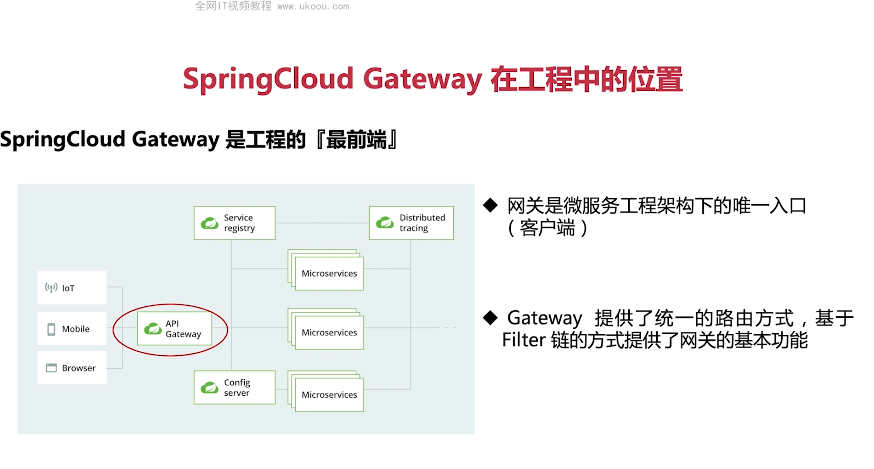 全网IT视频教程 www.ukoou.com
SpringCloud Gateway 在工程中的位置
SpringCloud Gateway 是工程的『最前端』
Service
registry
Distributed
tracing
Microservices
IoT
Mobile
Browser
API
Gateway
Microservices
Config
server
Microservices
◆ 网关是微服务工程架构下的唯一入口
（客户端）
◆ Gateway 提供了统一的路由方式，基于
Filter 链的方式提供了网关的基本功能